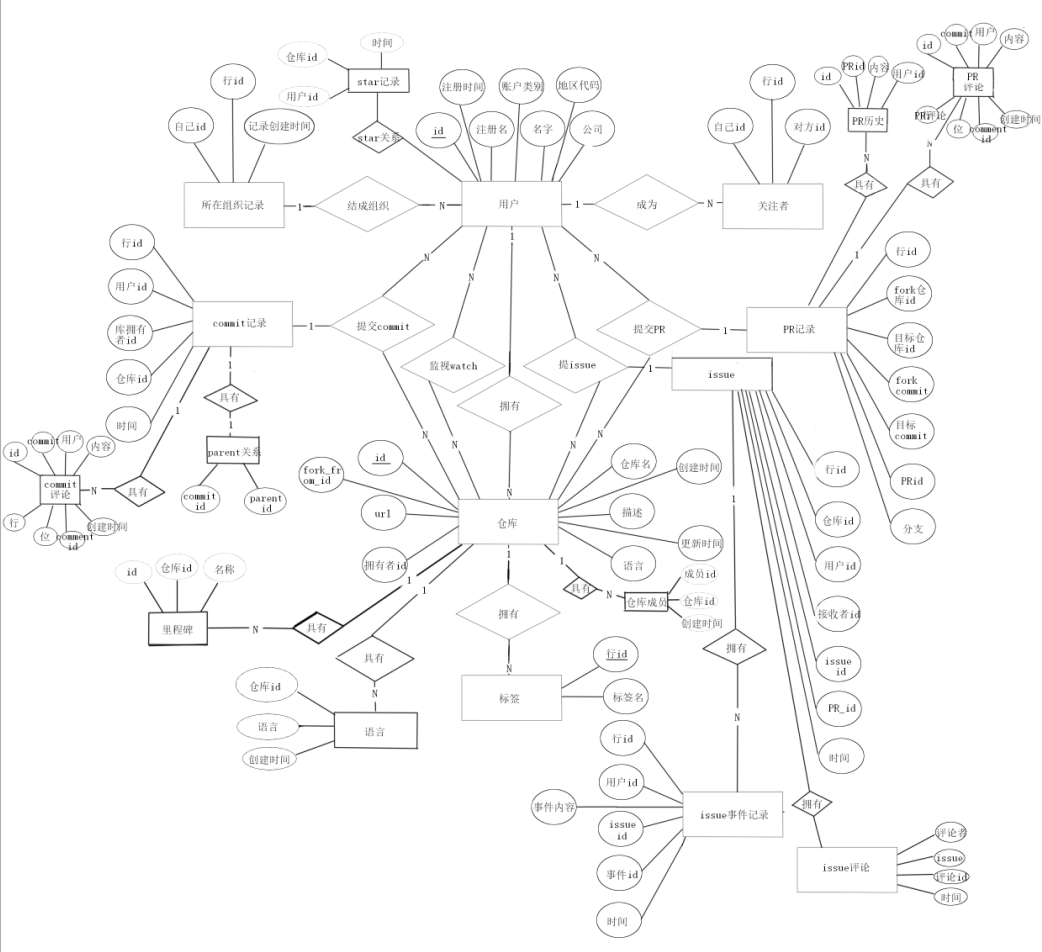 时间
仓库id
star记录
用户id
star关系
行id
自己id
记录创建时间
所在组织记录
1
结成组织
N
注册时间
账户类别
地区代码
id
注册名
名字
公司
用户
1
成为
N
关注者
行id
自己id
对方id
id
PRid
内容
用户id
PR历史
N
具有
id
commit
用户
内容
PR
评论
PR评论
位
comment
id
创建时间
N
具有
1
行id
用户id
库拥有
者id
仓库id
时间
commit记录
1
提交commit
N
N
监视watch
N
N
1
拥有
N
N
提issue
N
1
N
提交PR
N
1
PR记录
行id
fork仓
库id
目标仓
库id
fork
commit
目标
commit
PRid
分支
issue
1
具有
1
parent关系
commit
id
parent
id
1
具有
N
id
commit
用户
内容
commit
评论
行
位
comment
id
创建时间
id
fork_fr
om_id
url
拥有者id
仓库
仓库名
创建时间
描述
更新时间
语言
1
具有
N
仓库成员
成员id
仓库id
创建时间
id
仓库id
名称
里程碑
N
具有
1
1
具有
N
语言
仓库id
语言
创建时间
1
拥有
N
标签
行id
标签名
1
拥有
N
行id
仓库id
用户id
接收者id
issue
id
PR_id
时间
行id
用户id
事件内容
issue
id
事件id
时间
issue事件记录
拥有
issue评论
评论者
issue
评论id
时间